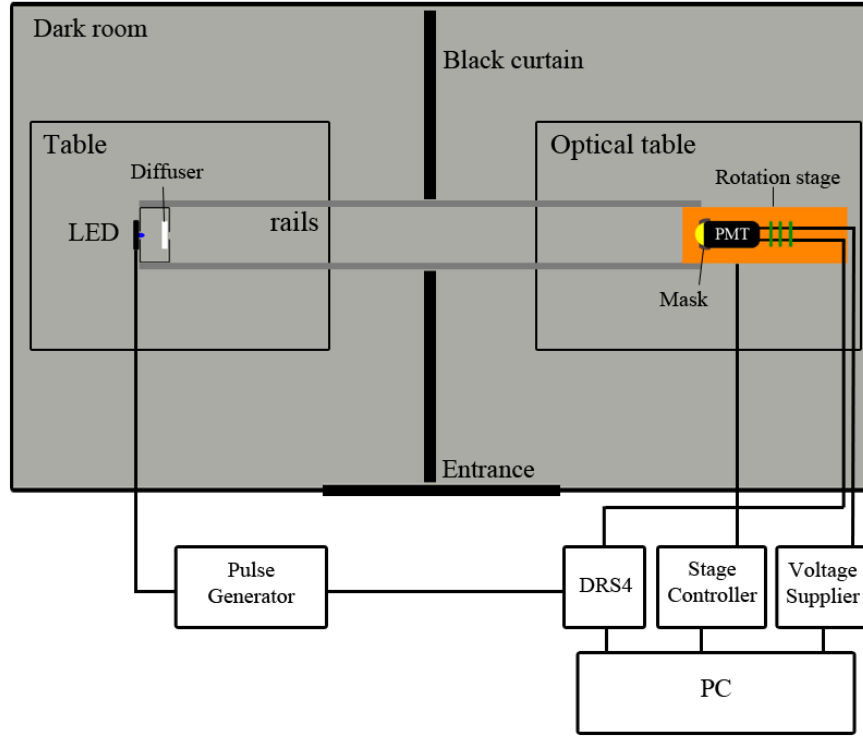 Dark room
Black curtain
Table
Optical table
Diffuser
Rotation stage
LED
rails
PMT
Mask
Entrance
Pulse
Generator
DRS4
Stage
Controller
Voltage
Supplier
PC